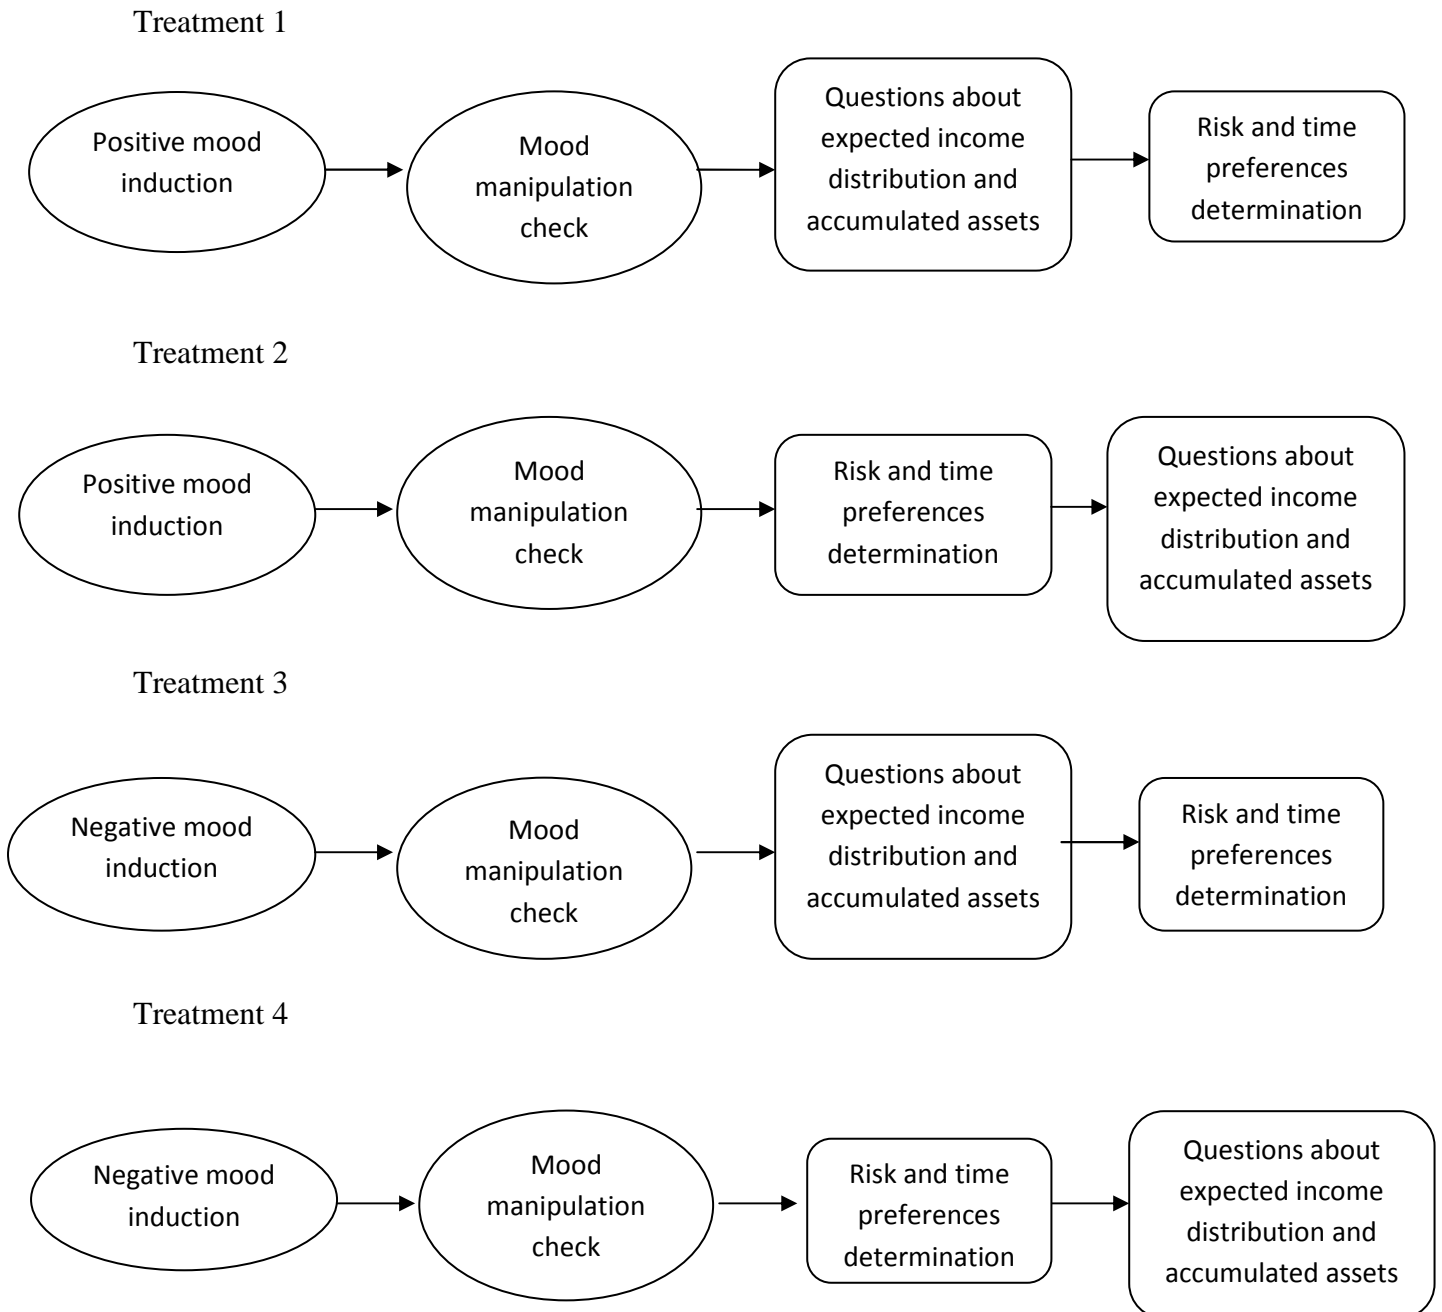 Treatment 1
Positive mood
induction
Mood
manipulation
check
Questions about
expected income
distribution and
accumulated assets
Risk and time
preferences
determination
Treatment 2
Positive mood
induction
Mood
manipulation
check
Risk and time
preferences
determination
Questions about
expected income
distribution and
accumulated assets
Treatment 3
Negative mood
induction
Mood
manipulation
check
Questions about
expected income
distribution and
accumulated assets
Risk and time
preferences
determination
Treatment 4
Negative mood
induction
Mood
manipulation
check
Risk and time
preferences
determination
Questions about
expected income
distribution and
accumulated assets